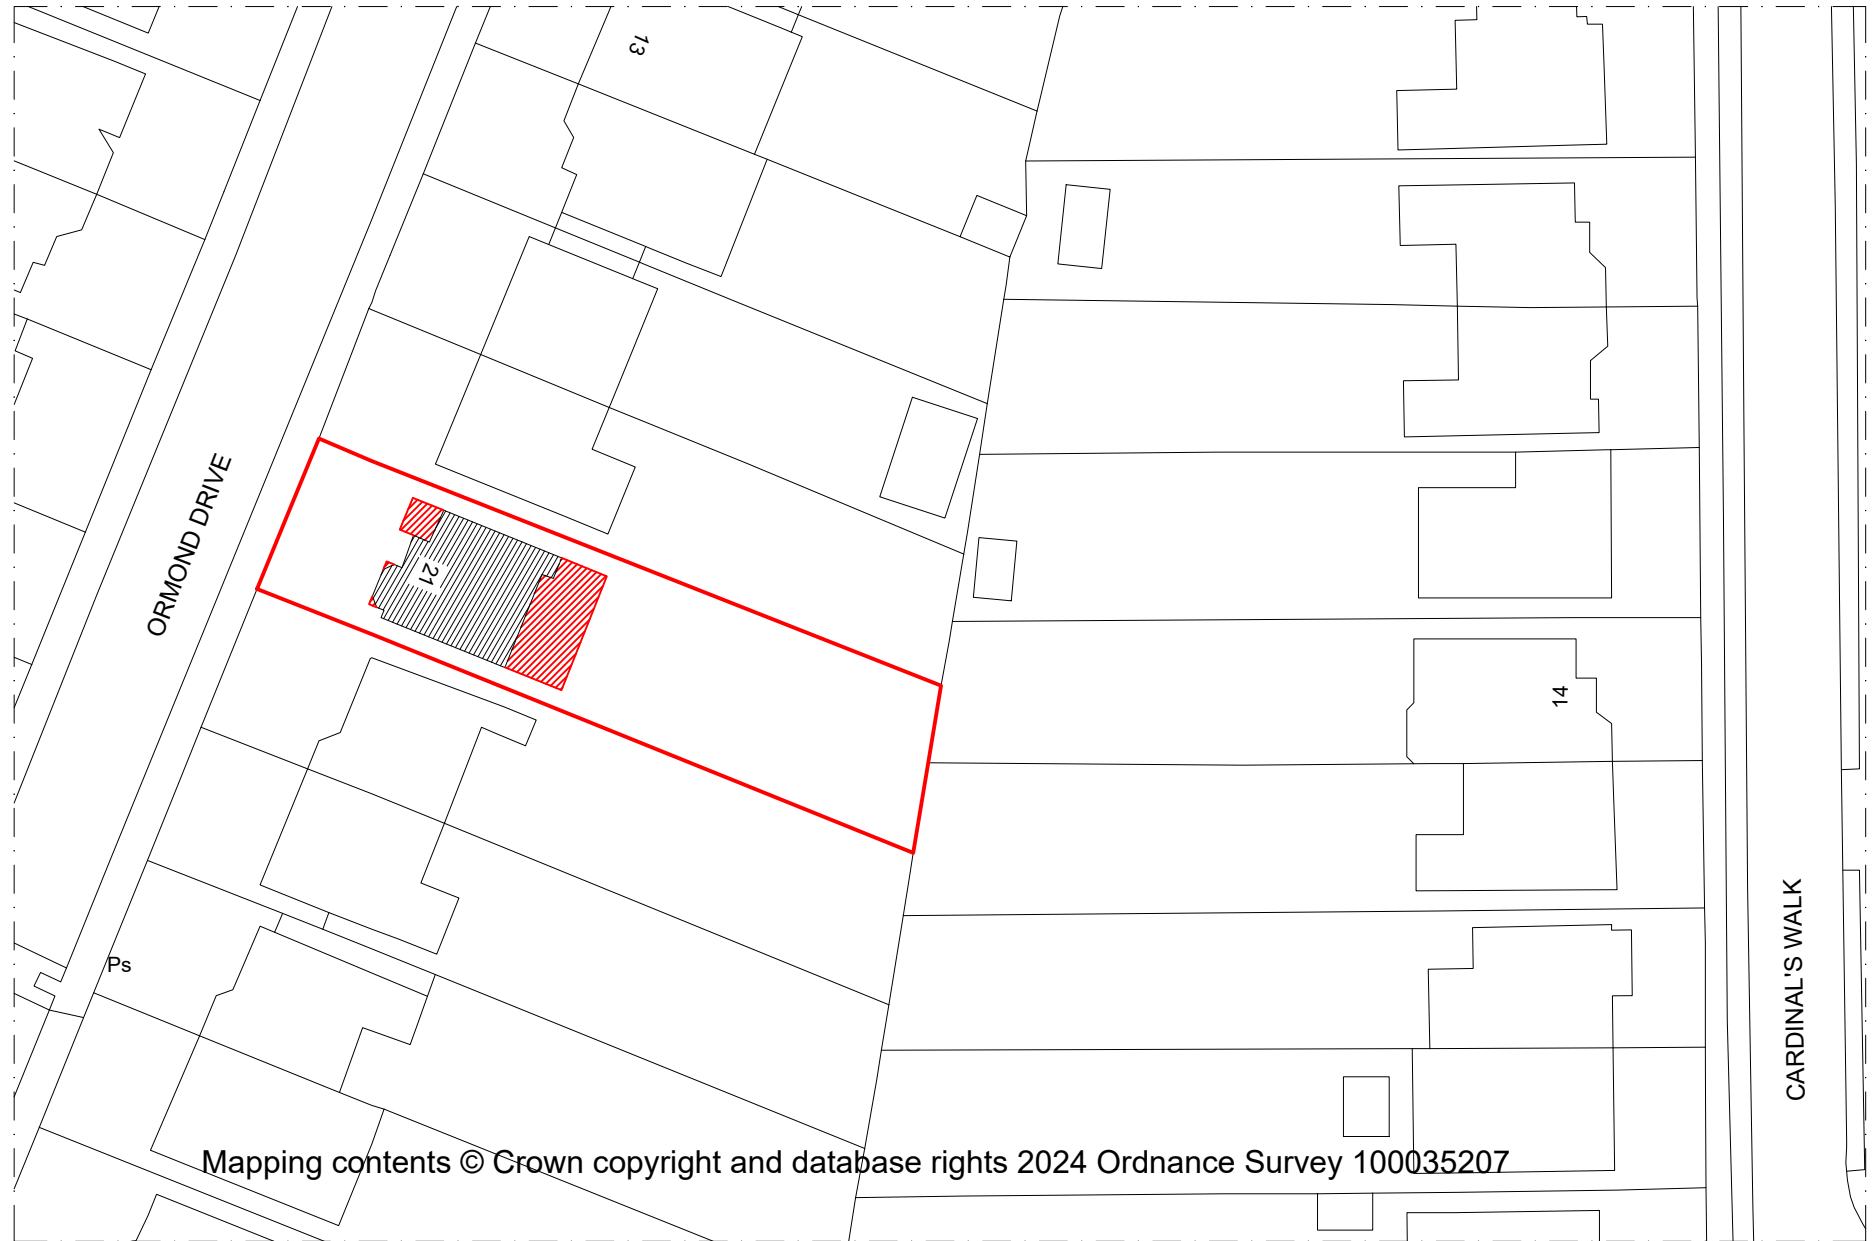 13
ORMOND DRIVE
21
14
CARDINAL'S WALK
Ps
Mapping contents © Crown copyright and database rights 2024 Ordnance Survey 100035207